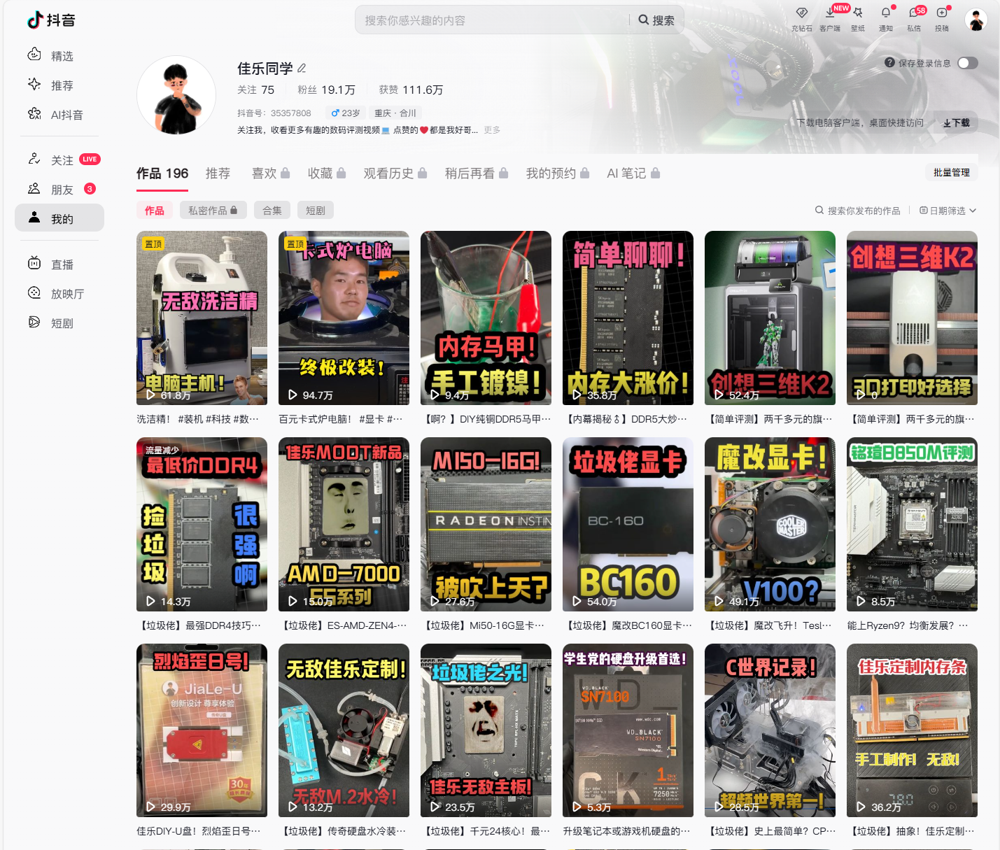 抖音
搜索你感兴趣的内容
搜索
充钻石
NEW
客户端
壁纸
通知
58
私信
投稿
精选
推荐
AI抖音
关注 LIVE
朋友 3
我的
直播
放映厅
短剧
佳乐同学
关注 75 粉丝 19.1万 获赞 111.6万
抖音号：35357808 23岁 重庆 · 合川
关注我，收看更多有趣的数码评测视频 点赞的都是我好哥... 更多
保存登录信息
下载电脑客户端，桌面快捷访问 下载
作品 196 推荐 喜欢 收藏 观看历史 稍后再看 我的预约 AI 笔记
批量管理
作品 私密作品 合集 短剧
搜索你发布的作品 日期筛选
置顶
无敌洗洁精
电脑主机！
61.8万
洗洁精！ #装机 #科技 #数…
置顶
卡式炉电脑
终极改装！
94.7万
百元卡式炉电脑！ #显卡 #…
内存马甲！
手工镀镍！
9.4万
【啊？】DIY纯铜DDR5马甲…
简单聊聊！
内存大涨价！
35.8万
【内幕揭秘♂】DDR5大炒…
创想三维K2
52.4万
【简单评测】两千多元的旗…
创想三维K2
3D打印好选择
0
【简单评测】两千多元的旗…
流量减少
最低价DDR4
捡垃圾
很强啊
14.3万
【垃圾佬】最强DDR4技巧…
佳乐MODT新品
AMD-7000
ES系列
15.0万
【垃圾佬】ES-AMD-ZEN4-…
MI50-16G!
RADEON INSTIN
被吹上天？
27.6万
【垃圾佬】Mi50-16G显卡…
垃圾佬显卡
BC-160
BC160
54.0万
【垃圾佬】魔改BC160显卡…
魔改显卡！
COOLER MASTER
V100？
49.1万
【垃圾佬】魔改飞升！Tesl…
铭瑄B850M评测
8.5万
能上Ryzen9？均衡发展？…
烈焰歪日号！
JiaLe-U
创新设计 尊享体验
30年
29.9万
佳乐DIY-U盘！烈焰歪日号…
无敌佳乐定制！
无敌M.2水冷！
13.2万
【垃圾佬】传奇硬盘水冷装…
垃圾佬之光！
佳乐无敌主板！
23.5万
【垃圾佬】千元24核心！最…
学生党的硬盘升级首选！
WD_BLACK
SN7100
WD_BLACK
SN7100
Western Digital
1
7250
5.3万
升级笔记本或游戏机硬盘的…
C世界记录！
超频世界第一！
28.5万
【垃圾佬】史上最简单？CP…
佳乐定制内存条
手工制作！ 无敌！
36.2万
【垃圾佬】抽象！佳乐定制…